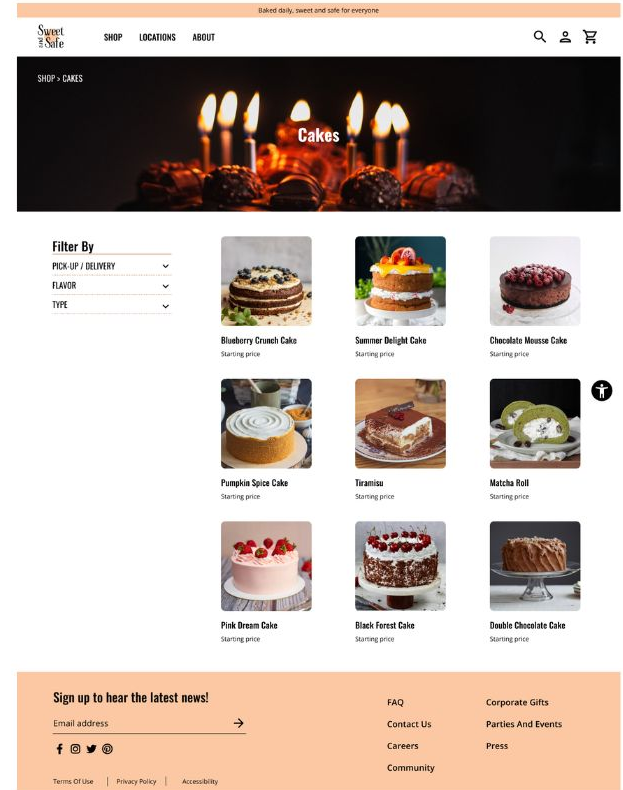 Baked daily, sweet and safe for everyone
Sweet
and Safe
SHOP LOCATIONS ABOUT
SHOP > CAKES
Cakes
Filter By
PICK-UP / DELIVERY
FLAVOR
TYPE
Blueberry Crunch Cake
Starting price
Summer Delight Cake
Starting price
Chocolate Mousse Cake
Starting price
Pumpkin Spice Cake
Starting price
Tiramisu
Starting price
Matcha Roll
Starting price
Pink Dream Cake
Starting price
Black Forest Cake
Starting price
Double Chocolate Cake
Starting price
Sign up to hear the latest news!
Email address
Terms Of Use | Privacy Policy | Accessibility
FAQ
Contact Us
Careers
Community
Corporate Gifts
Parties And Events
Press